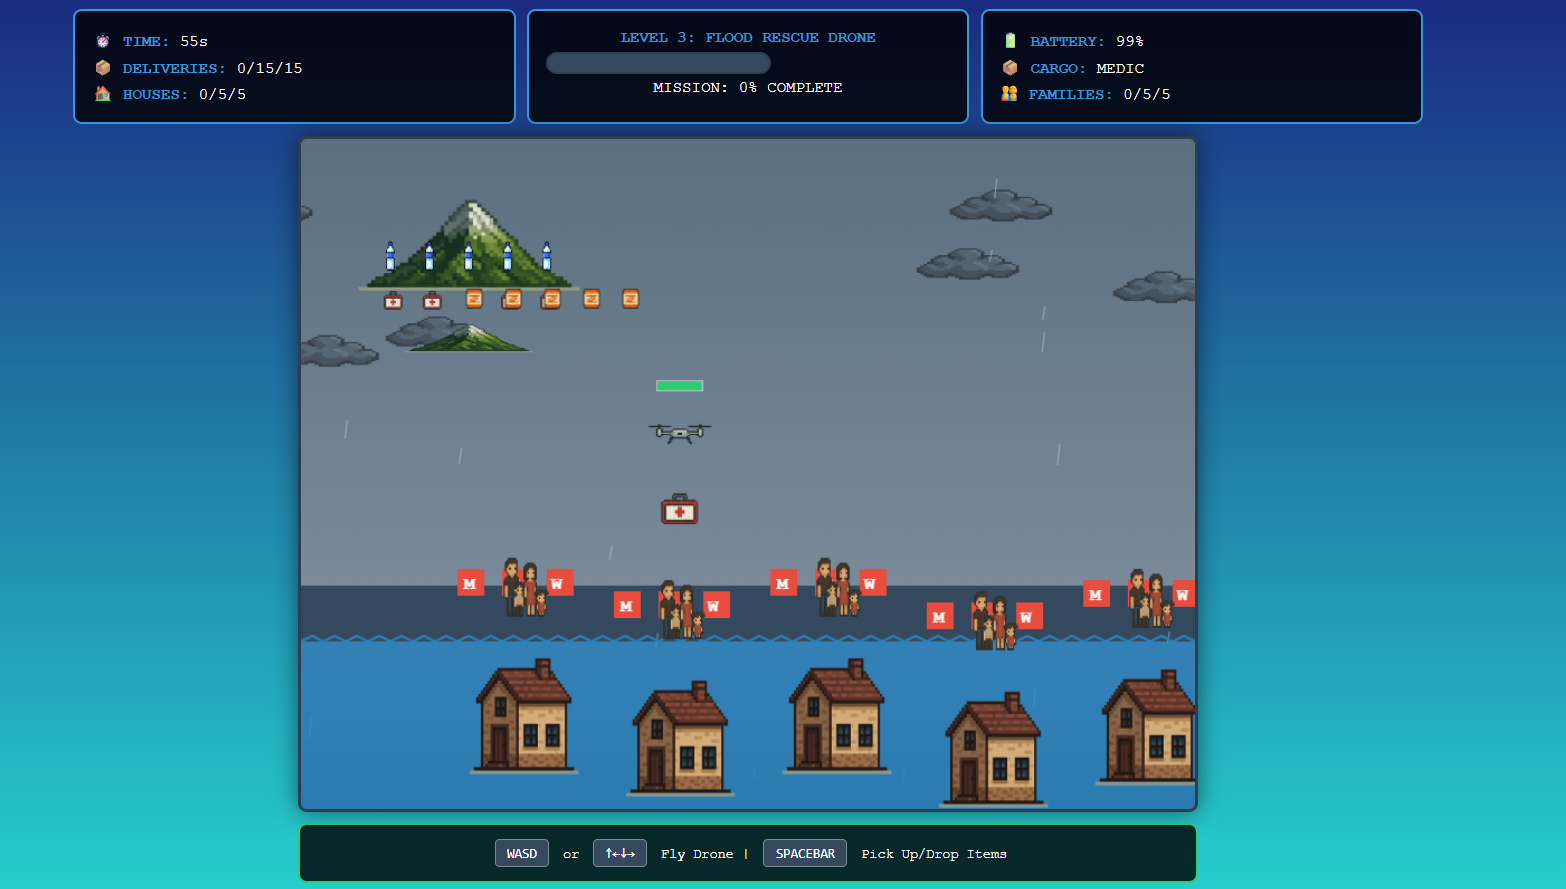 TIME: 55s
DELIVERIES: 0/15/15
HOUSES: 0/5/5
LEVEL 3: FLOOD RESCUE DRONE
MISSION: 0% COMPLETE
BATTERY: 99%
CARGO: MEDIC
FAMILIES: 0/5/5
M W M W M W M W M W
WASD or ↑←↓→ Fly Drone | SPACEBAR Pick Up/Drop Items